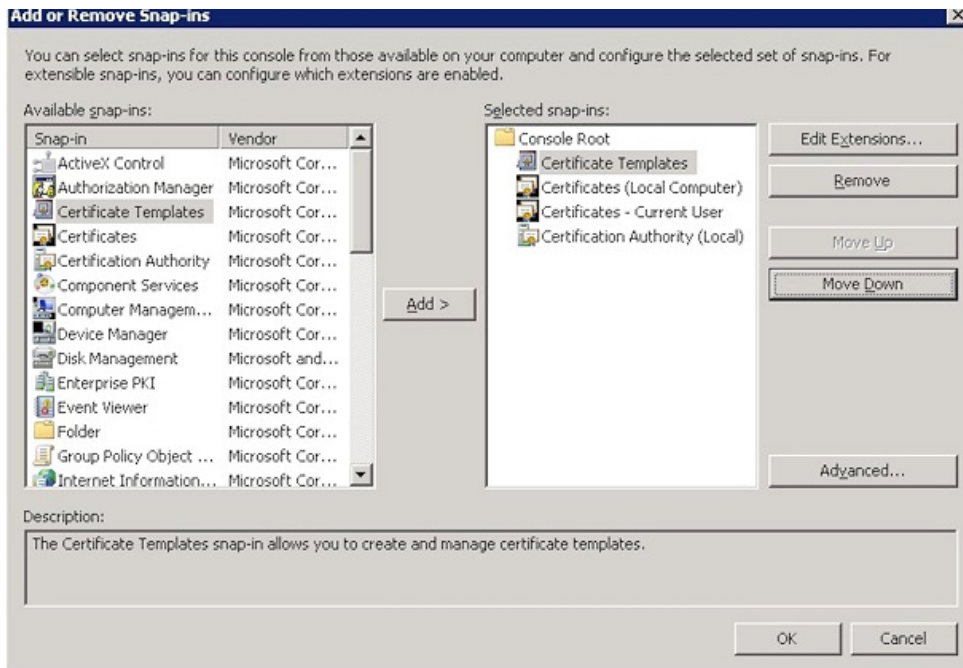 Add or Remove Snap-ins
You can select snap-ins for this console from those available on your computer and configure the selected set of snap-ins. For
extensible snap-ins, you can configure which extensions are enabled.
Available snap-ins:
Snap-in Vendor
ActiveX Control Microsoft Cor...
Authorization Manager Microsoft Cor...
Certificate Templates Microsoft Cor...
Certificates Microsoft Cor...
Certification Authority Microsoft Cor...
Component Services Microsoft Cor...
Computer Managem... Microsoft Cor...
Device Manager Microsoft Cor...
Disk Management Microsoft and...
Enterprise PKI Microsoft Cor...
Event Viewer Microsoft Cor...
Folder Microsoft Cor...
Group Policy Object ... Microsoft Cor...
Internet Information... Microsoft Cor...
Add >
Selected snap-ins:
Console Root
Certificate Templates
Certificates (Local Computer)
Certificates - Current User
Certification Authority (Local)
Edit Extensions...
Remove
Move Up
Move Down
Advanced...
Description:
The Certificate Templates snap-in allows you to create and manage certificate templates.
OK
Cancel